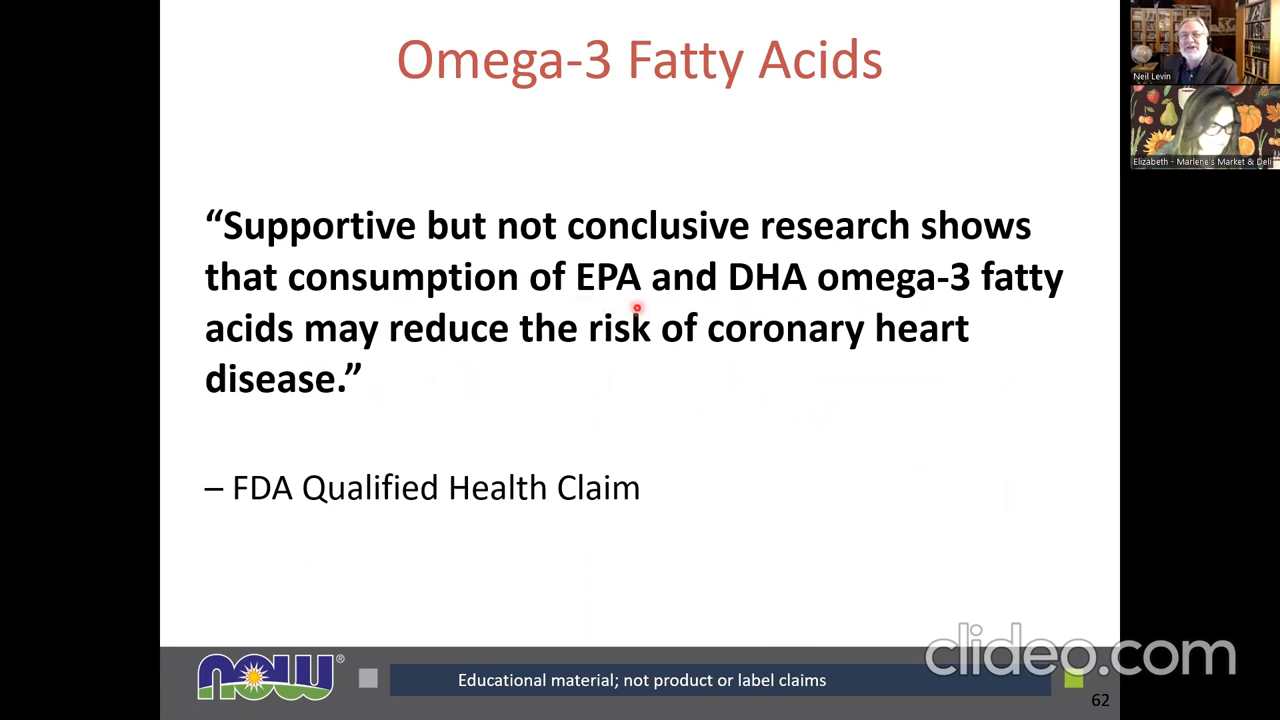 Omega-3 Fatty Acids
Neil Levin
Elizabeth - Marlene's Market & Deli
“Supportive but not conclusive research shows
that consumption of EPA and DHA omega-3 fatty
acids may reduce the risk of coronary heart
disease.”
– FDA Qualified Health Claim
NOW®
Educational material; not product or label claims
clideo.com
62